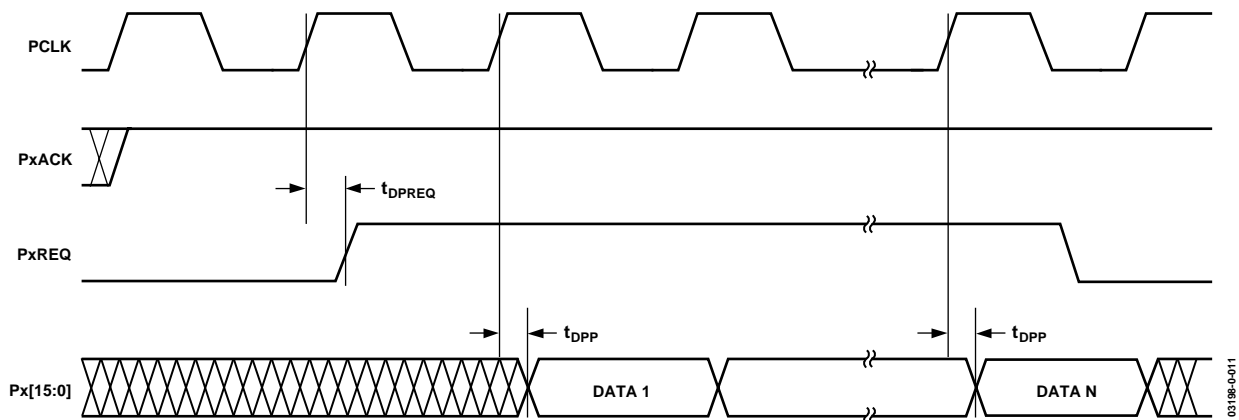 PCLK
PxACK
tDPREQ
PxREQ
tDPP
tDPP
Px[15:0]
DATA 1
DATA N
03198-0-011